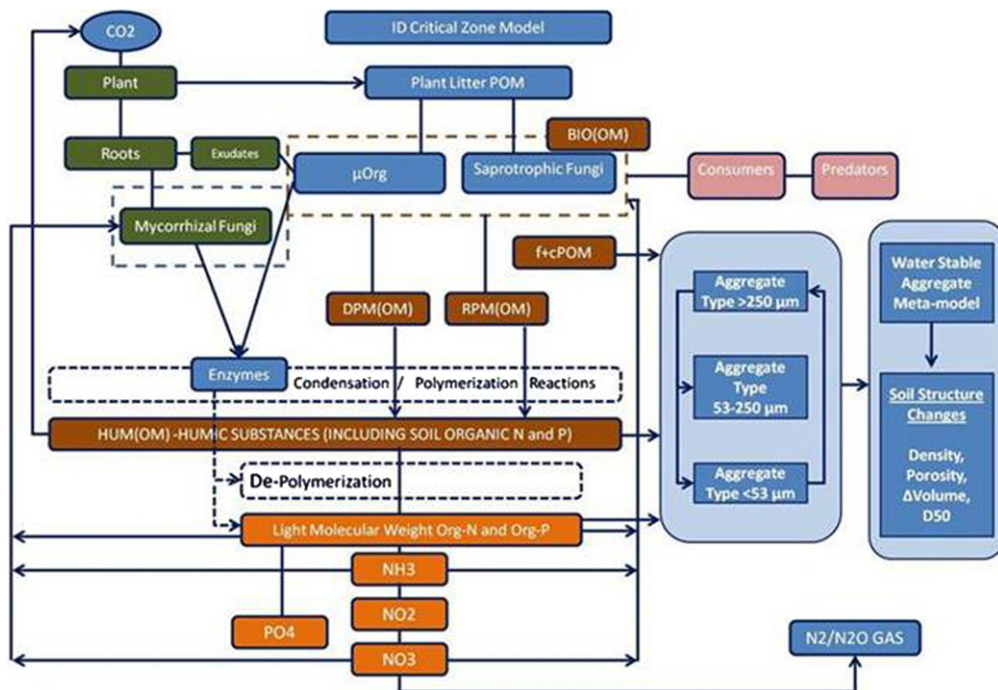 CO2
ID Critical Zone Model
Plant
Plant Litter POM
BIO(OM)
Roots
Exudates
µOrg
Saprotrophic Fungi
Consumers
Predators
Mycorrhizal Fungi
f+cPOM
Aggregate
Type >250 µm
Water Stable
Aggregate
Meta-model
DPM(OM)
RPM(OM)
Enzymes
Condensation / Polymerization Reactions
Aggregate
Type
53-250 µm
Soil Structure
Changes
Density,
Porosity,
ΔVolume,
D50
HUM(OM) -HUMIC SUBSTANCES (INCLUDING SOIL ORGANIC N and P)
De-Polymerization
Aggregate
Type <53 µm
Light Molecular Weight Org-N and Org-P
NH3
NO2
PO4
NO3
N2/N2O GAS